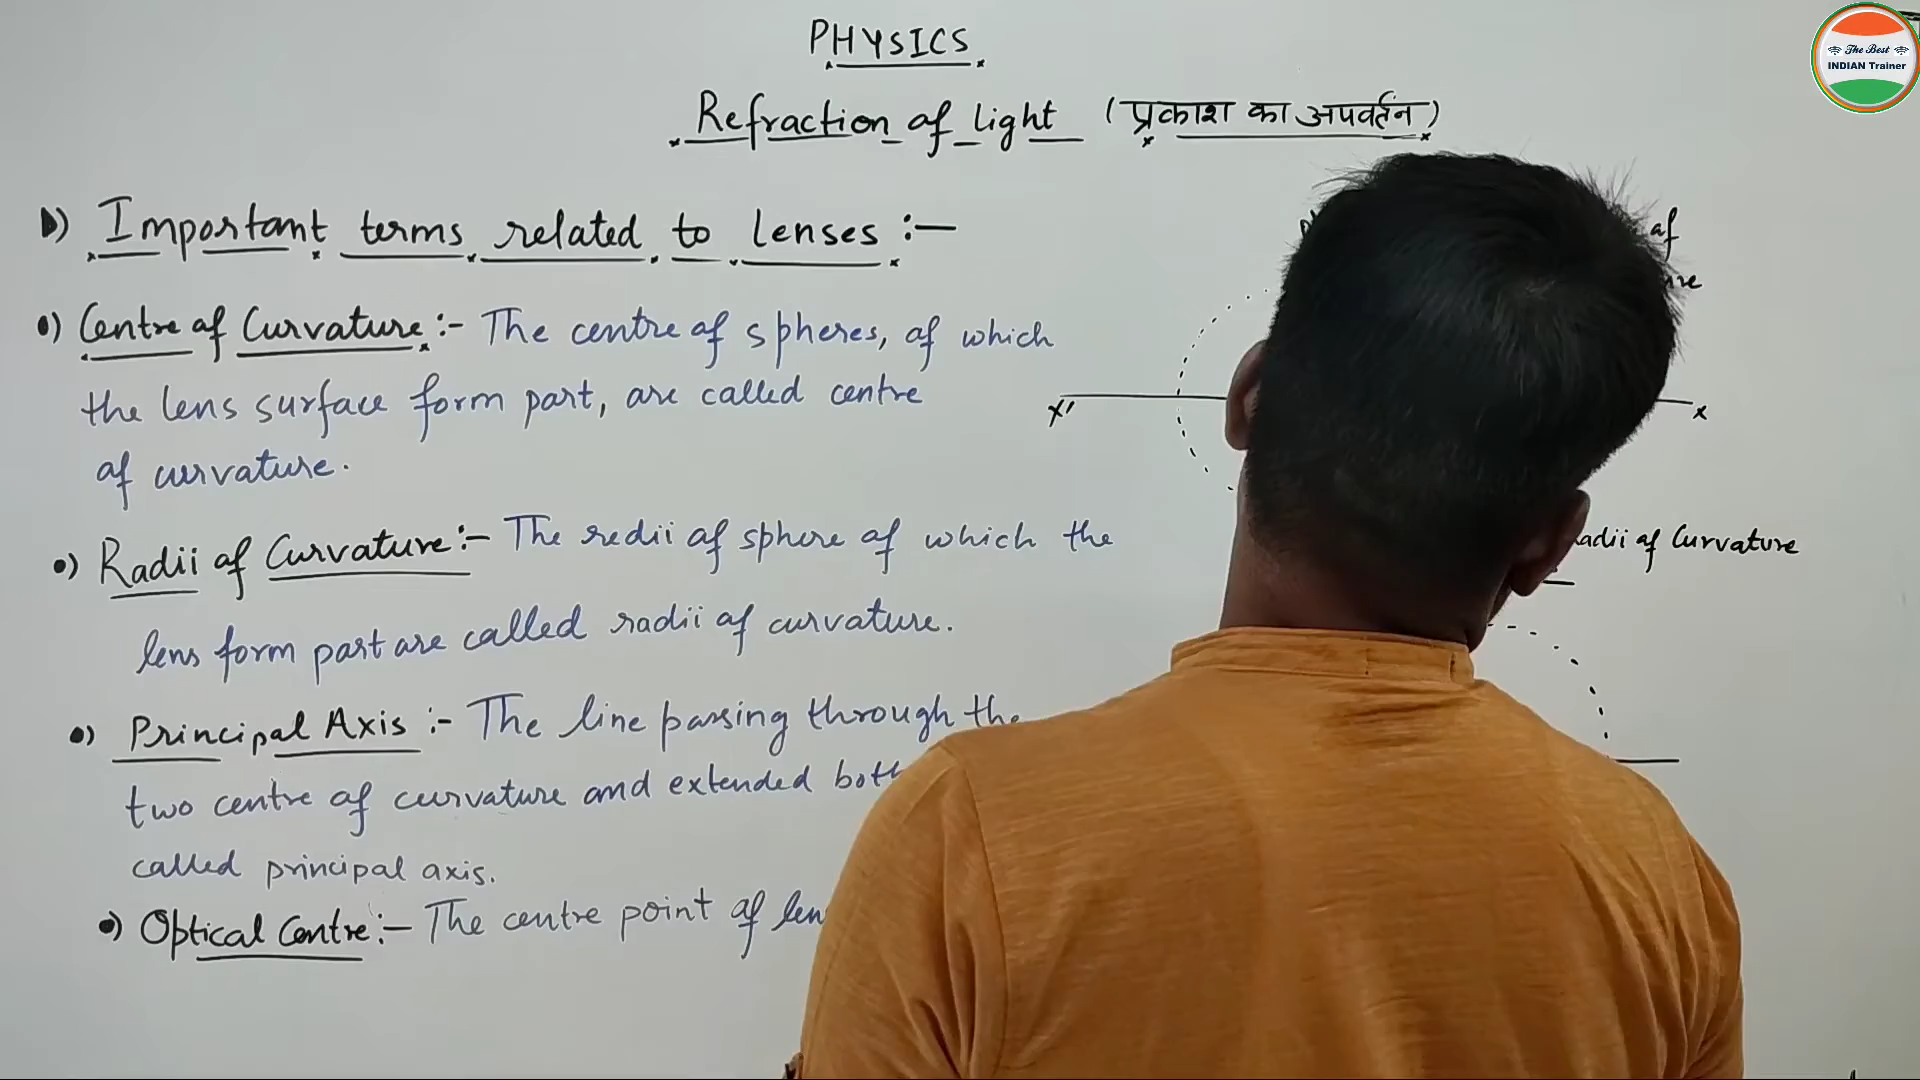 PHYSICS
Refraction of light (प्रकाश का अपवर्तन)
Important terms related to lenses :-
Centre of Curvature :- The centre of spheres, of which
the lens surface form part, are called centre
of curvature.
Radii of Curvature :- The redii of sphere of which the
lens form part are called radii of curvature.
Principal Axis :- The line passing through the
two centre of curvature and extended both
called principal axis.
Optical Centre :- The centre point of len
of
X'
X
adii of Curvature
The Best
INDIAN Trainer